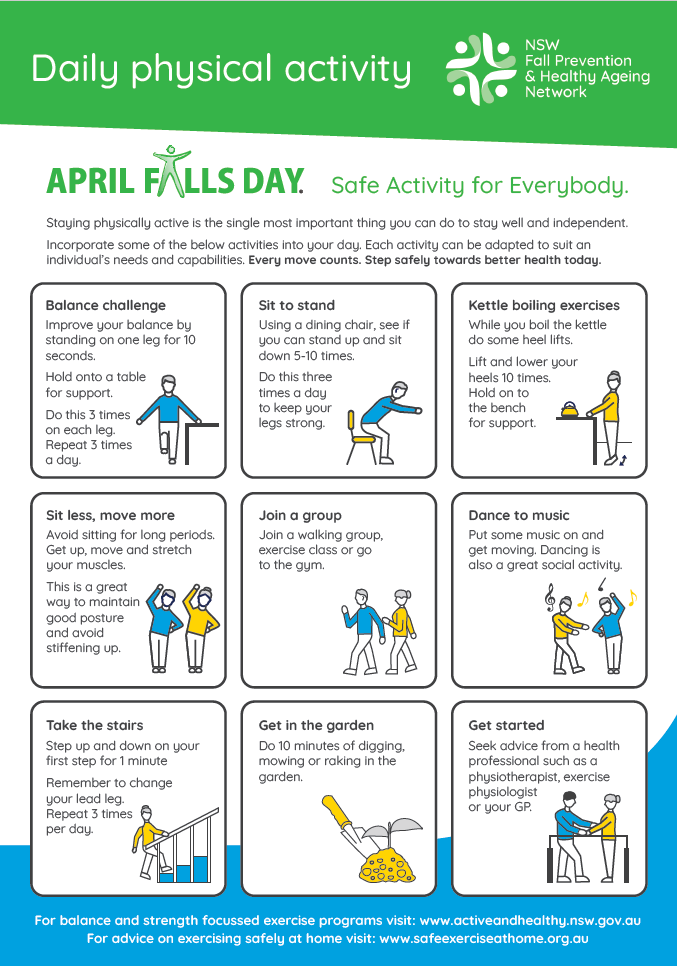 Daily physical activity
NSW
Fall Prevention
& Healthy Ageing
Network
APRIL FALLS DAY.
Safe Activity for Everybody.
Staying physically active is the single most important thing you can do to stay well and independent.
Incorporate some of the below activities into your day. Each activity can be adapted to suit an
individual's needs and capabilities. Every move counts. Step safely towards better health today.
Balance challenge
Improve your balance by
standing on one leg for 10
seconds.
Hold onto a table
for support.
Do this 3 times
on each leg.
Repeat 3 times
a day.
Sit to stand
Using a dining chair, see if
you can stand up and sit
down 5-10 times.
Do this three
times a day
to keep your
legs strong.
Kettle boiling exercises
While you boil the kettle
do some heel lifts.
Lift and lower your
heels 10 times.
Hold on to
the bench
for support.
Sit less, move more
Avoid sitting for long periods.
Get up, move and stretch
your muscles.
This is a great
way to maintain
good posture
and avoid
stiffening up.
Join a group
Join a walking group,
exercise class or go
to the gym.
Dance to music
Put some music on and
get moving. Dancing is
also a great social activity.
Take the stairs
Step up and down on your
first step for 1 minute
Remember to change
your lead leg.
Repeat 3 times
per day.
Get in the garden
Do 10 minutes of digging,
mowing or raking in the
garden.
Get started
Seek advice from a health
professional such as a
physiotherapist, exercise
physiologist
or your GP.
For balance and strength focussed exercise programs visit: www.activeandhealthy.nsw.gov.au
For advice on exercising safely at home visit: www.safeexerciseathome.org.au